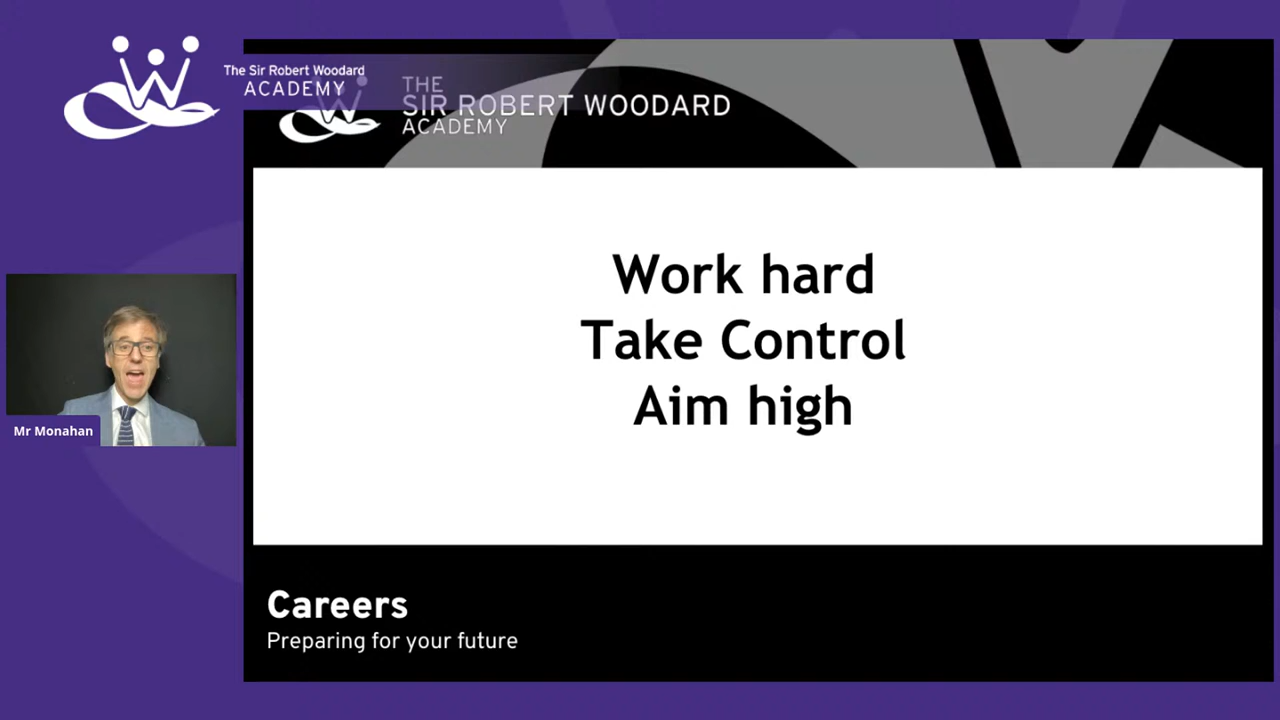 The Sir Robert Woodard
ACADEMY
THE
SIR ROBERT WOODARD
ACADEMY
Work hard
Take Control
Aim high
Mr Monahan
Careers
Preparing for your future